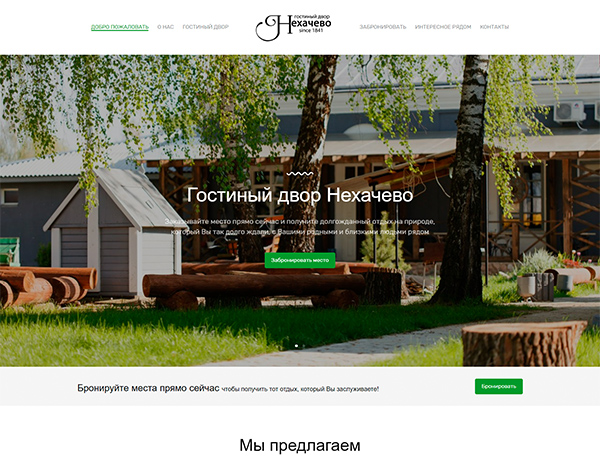 ДОБРО ПОЖАЛОВАТЬ О НАС ГОСТИНЫЙ ДВОР
гостиный двор
Нехачево
since 1841
ЗАБРОНИРОВАТЬ ИНТЕРЕСНОЕ РЯДОМ КОНТАКТЫ
Гостиный двор Нехачево
Заказывайте место прямо сейчас и получите долгожданный отдых на природе,
который Вы так долго ждали, с Вашими родными и близкими людьми рядом
Забронировать место
Бронируйте места прямо сейчас чтобы получить тот отдых, который Вы заслуживаете!
Бронировать
Мы предлагаем